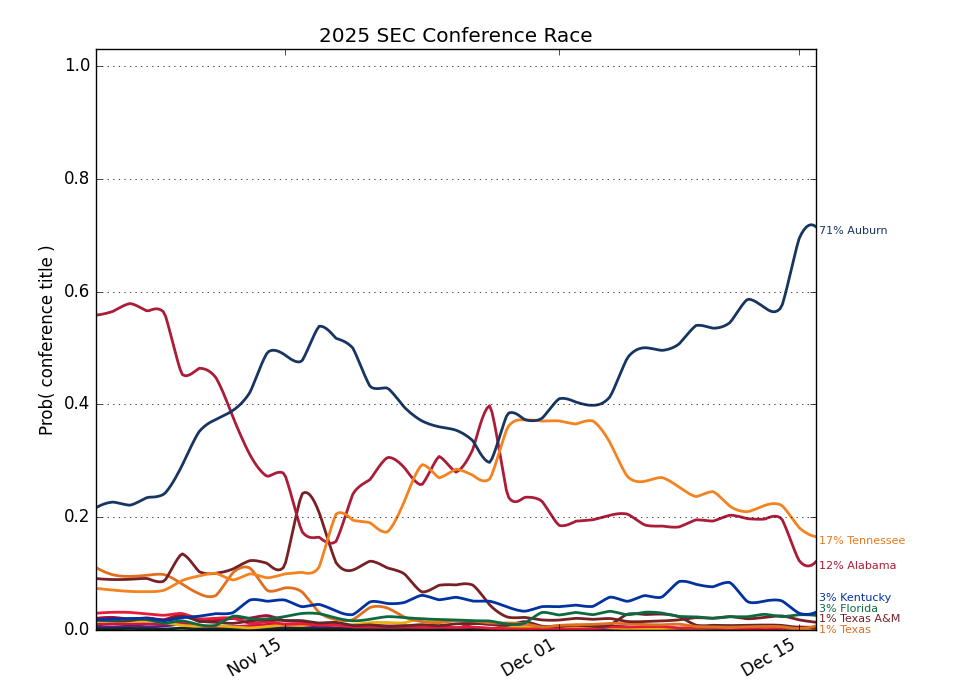 2025 SEC Conference Race
1.0
0.8
0.6
0.4
0.2
0.0
Prob( conference title )
Nov 15
Dec 01
Dec 15
71% Auburn
17% Tennessee
12% Alabama
3% Kentucky
3% Florida
1% Texas A&M
1% Texas